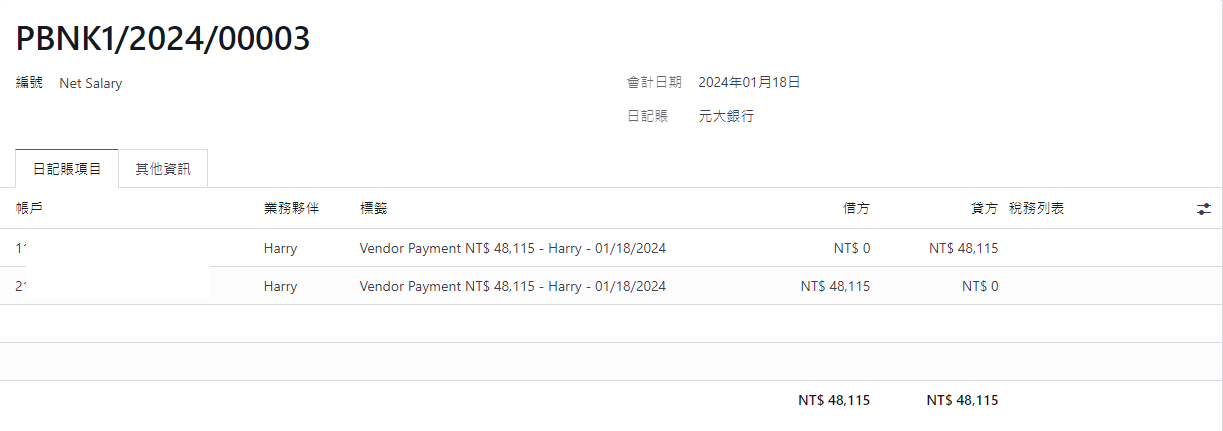 PBNK1/2024/00003
編號 Net Salary 會計日期 2024年01月18日
日記賬 元大銀行
日記賬項目 其他資訊
帳戶 業務夥伴 標籤 借方 貸方 稅務列表
11 Harry Vendor Payment NT$ 48,115 - Harry - 01/18/2024 NT$ 0 NT$ 48,115
21 Harry Vendor Payment NT$ 48,115 - Harry - 01/18/2024 NT$ 48,115 NT$ 0
NT$ 48,115 NT$ 48,115